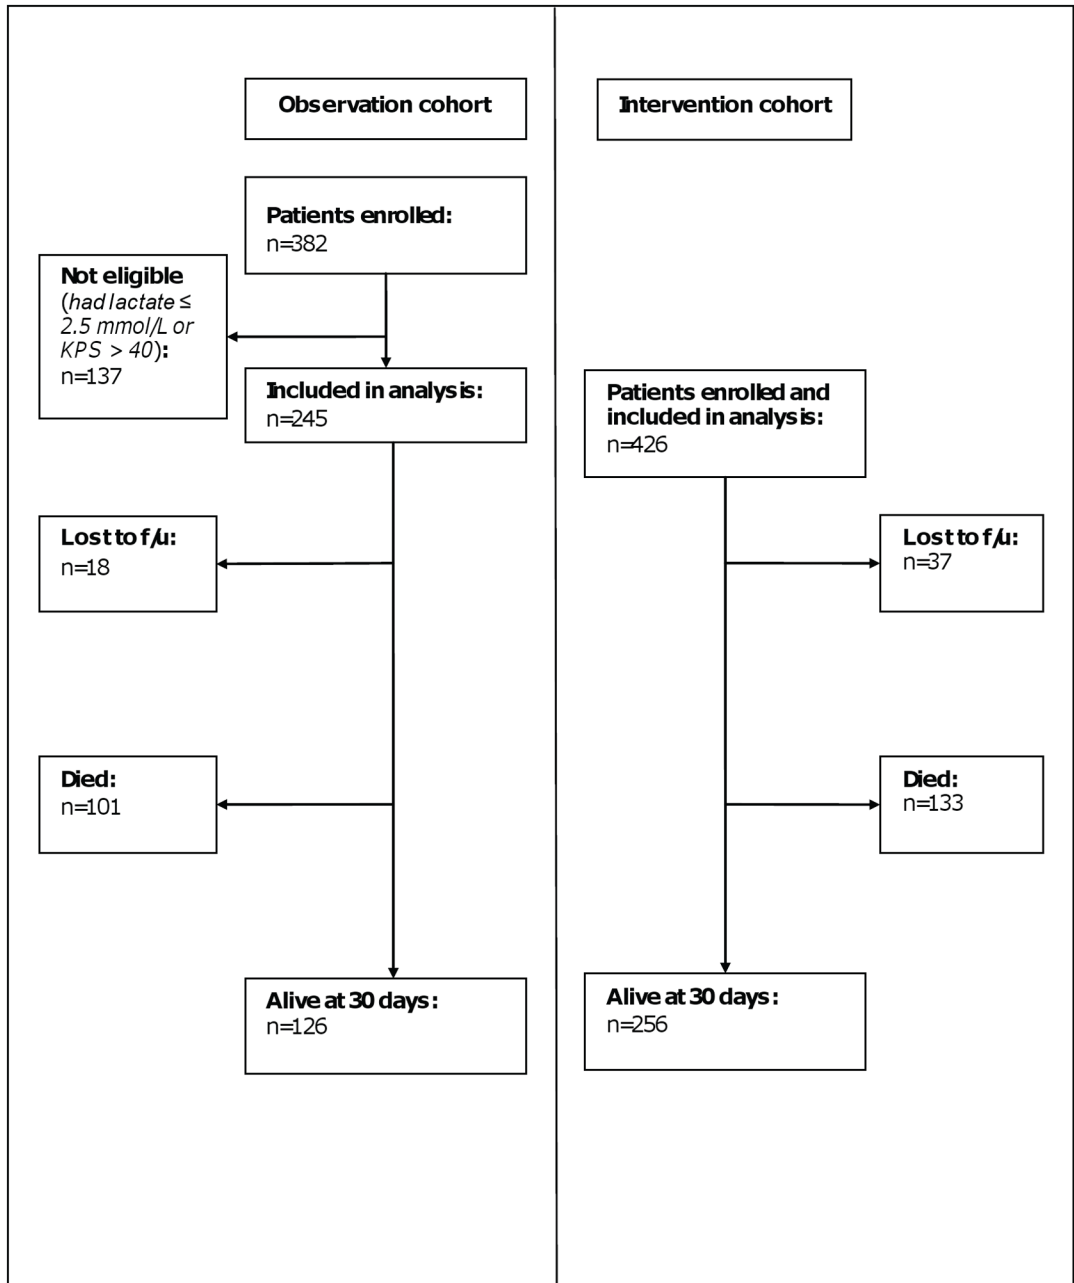 Observation cohort
Intervention cohort
Patients enrolled:
n=382
Not eligible
(had lactate ≤
2.5 mmol/L or
KPS > 40):
n=137
Included in analysis:
n=245
Patients enrolled and
included in analysis:
n=426
Lost to f/u:
n=18
Lost to f/u:
n=37
Died:
n=101
Died:
n=133
Alive at 30 days:
n=126
Alive at 30 days:
n=256